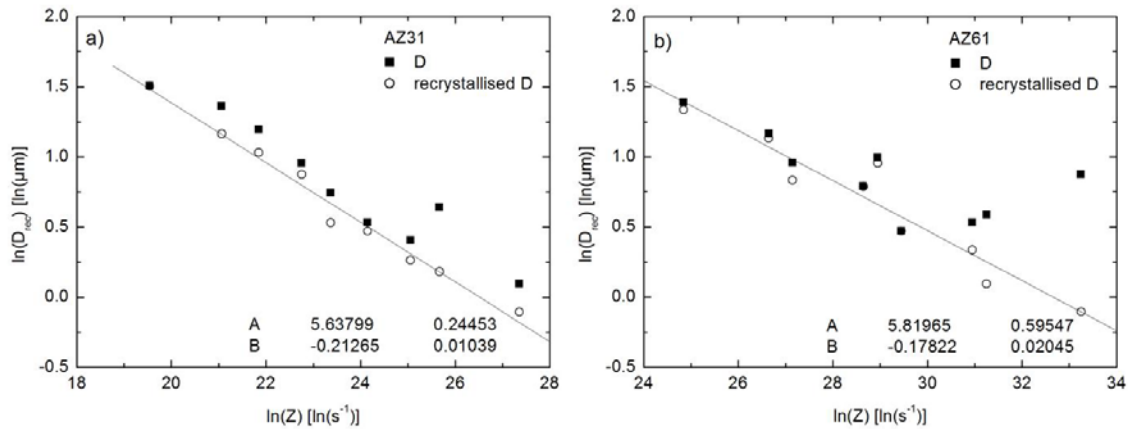 a)
AZ31
D
recrystallised D
2.0
1.5
1.0
0.5
0.0
-0.5
ln(D_rec) [ln(μm)]
A 5.63799 0.24453
B -0.21265 0.01039
18 20 22 24 26 28
ln(Z) [ln(s⁻¹)]
b)
AZ61
D
recrystallised D
2.0
1.5
1.0
0.5
0.0
-0.5
ln(D_rec) [ln(μm)]
A 5.81965 0.59547
B -0.17822 0.02045
24 26 28 30 32 34
ln(Z) [ln(s⁻¹)]